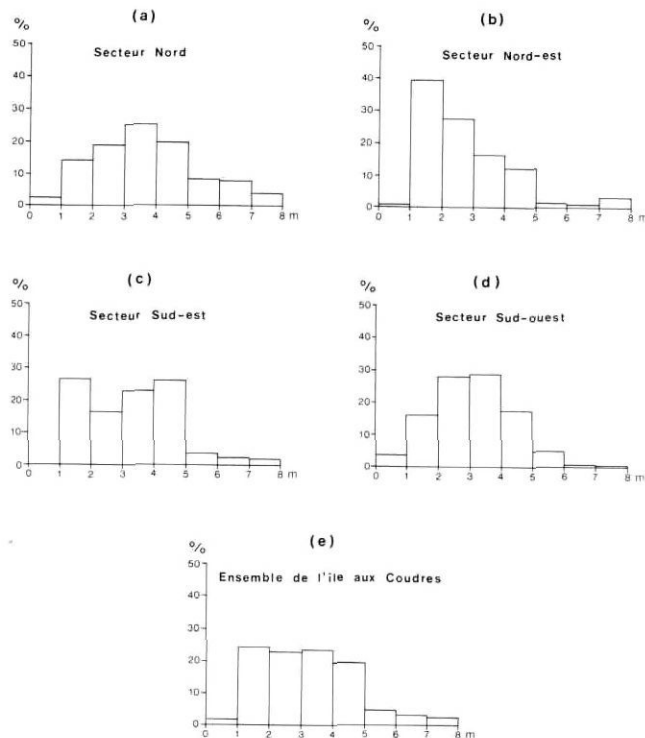 (a)
%
Secteur Nord
50
40
30
20
10
0
0 1 2 3 4 5 6 7 8 m
(b)
%
Secteur Nord-est
50
40
30
20
10
0
0 1 2 3 4 5 6 7 8 m
(c)
%
Secteur Sud-est
50
40
30
20
10
0
0 1 2 3 4 5 6 7 8 m
(d)
%
Secteur Sud-ouest
50
40
30
20
10
0
0 1 2 3 4 5 6 7 8 m
(e)
%
Ensemble de l'île aux Coudres
50
40
30
20
10
0
0 1 2 3 4 5 6 7 8 m